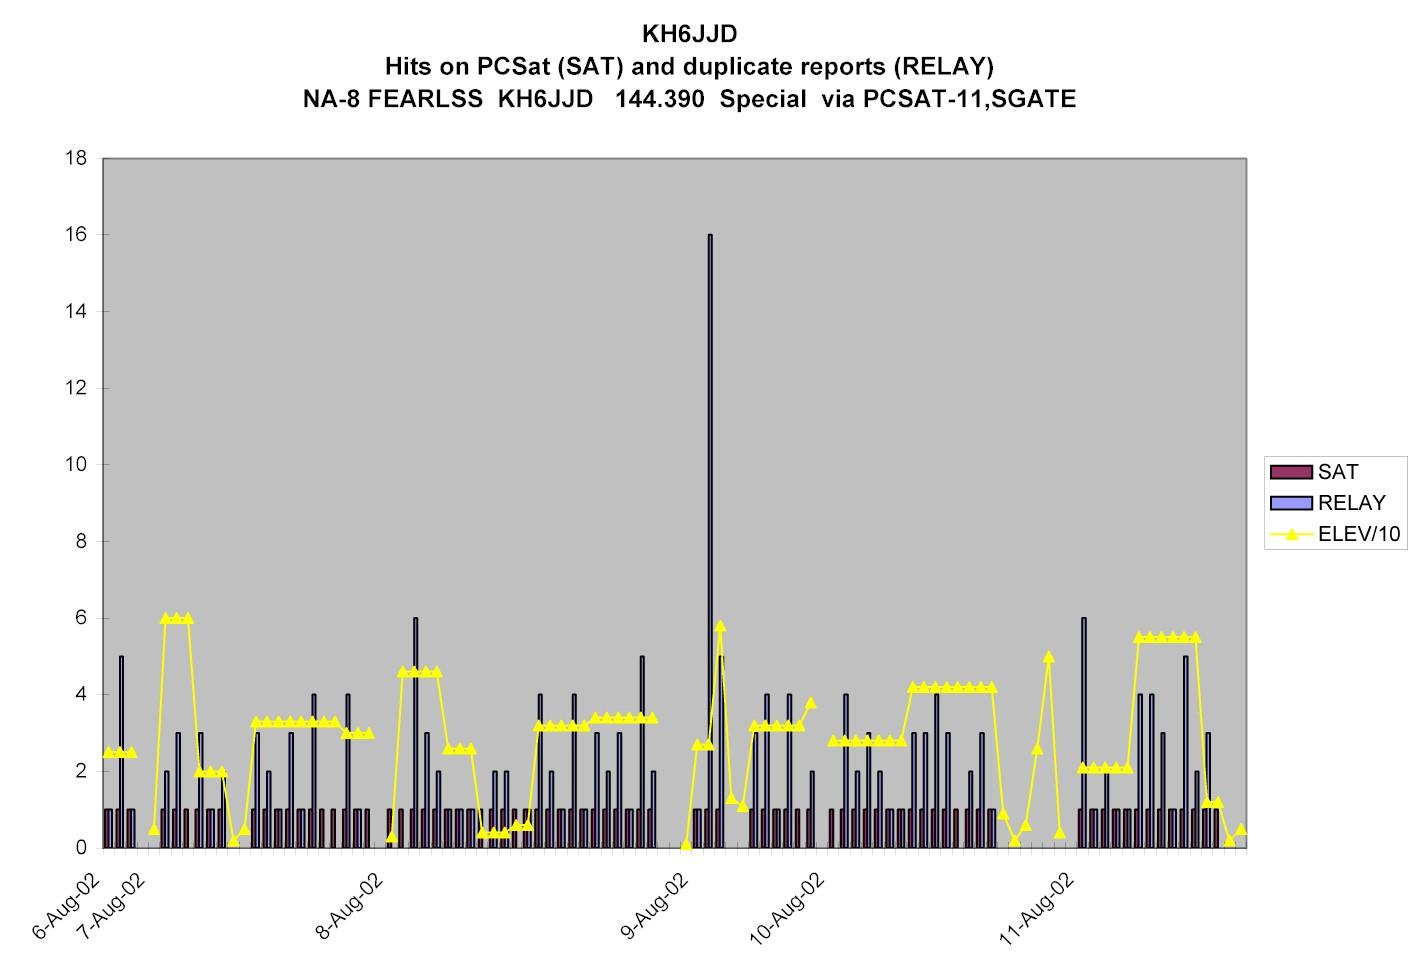 KH6JJD
Hits on PCSat (SAT) and duplicate reports (RELAY)
NA-8 FEARLSS  KH6JJD   144.390  Special  via PCSAT-11,SGATE
18
16
14
12
10
8
6
4
2
0
6-Aug-02
7-Aug-02
8-Aug-02
9-Aug-02
10-Aug-02
11-Aug-02
SAT
RELAY
ELEV/10